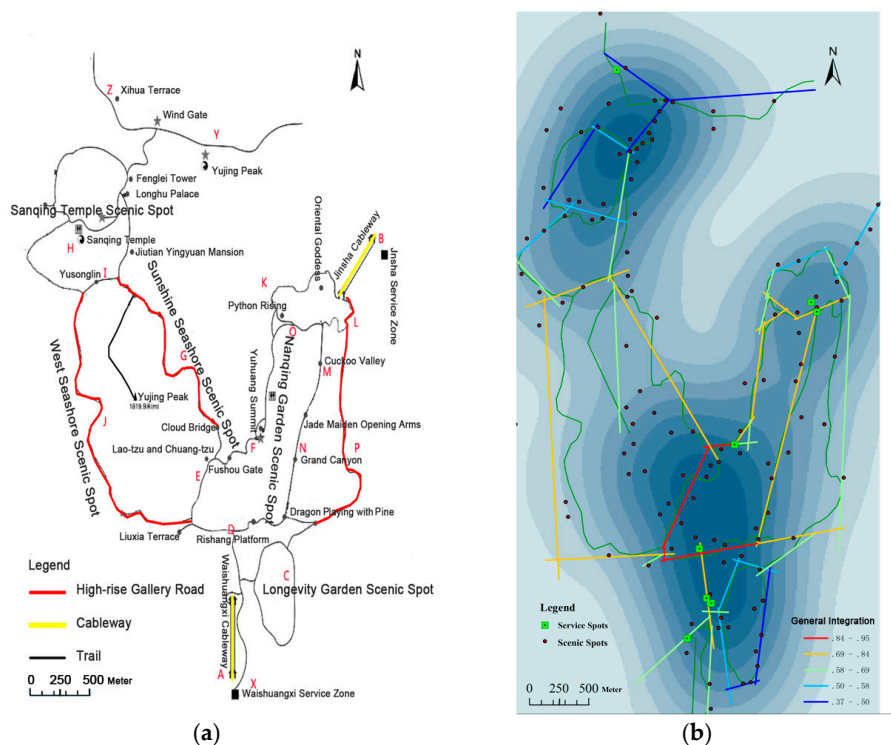 N
Z
Xihua Terrace
Wind Gate
Y
Yujing Peak
Fenglei Tower
Longhu Palace
Sanqing Temple Scenic Spot
H
Sanqing Temple
Jiutian Yingyuan Mansion
Yusonglin
I
Oriental Goddess
Jinsha Cableway
B
Jnsha Service Zone
K
Python Rising
L
O
Sunshine Seashore Scenic Spot
G
West Seashore Scenic Spot
J
Yujing Peak
1819.9米(m)
Nanqing Garden Scenic Spot
Yuhuang Summit
Cuckoo Valley
M
Cloud Bridge
Jade Maiden Opening Arms
Lao-tzu and Chuang-tzu
F
Fushou Gate
N
Grand Canyon
P
E
Dragon Playing with Pine
D
Liuxia Terrace
Rishang Platform
C
Longevity Garden Scenic Spot
Waishuangxi Cableway
A
X
Waishuangxi Service Zone
Legend
High-rise Gallery Road
Cableway
Trail
0 500 Meter
(a)
N
Legend
Service Spots
Scenic Spots
0 500 Meter
General Integration
.84 - .95
.69 - .84
.58 - .69
.50 - .58
.37 - .50
(b)